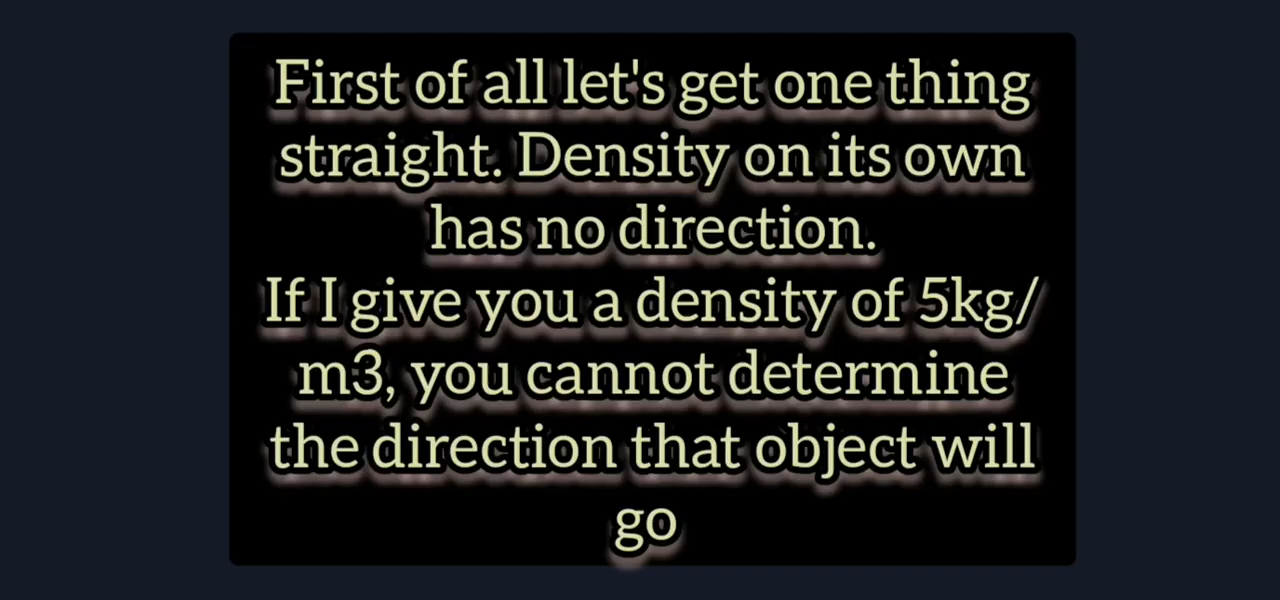 First of all let's get one thing
straight. Density on its own
has no direction.
If I give you a density of 5kg/
m3, you cannot determine
the direction that object will
go